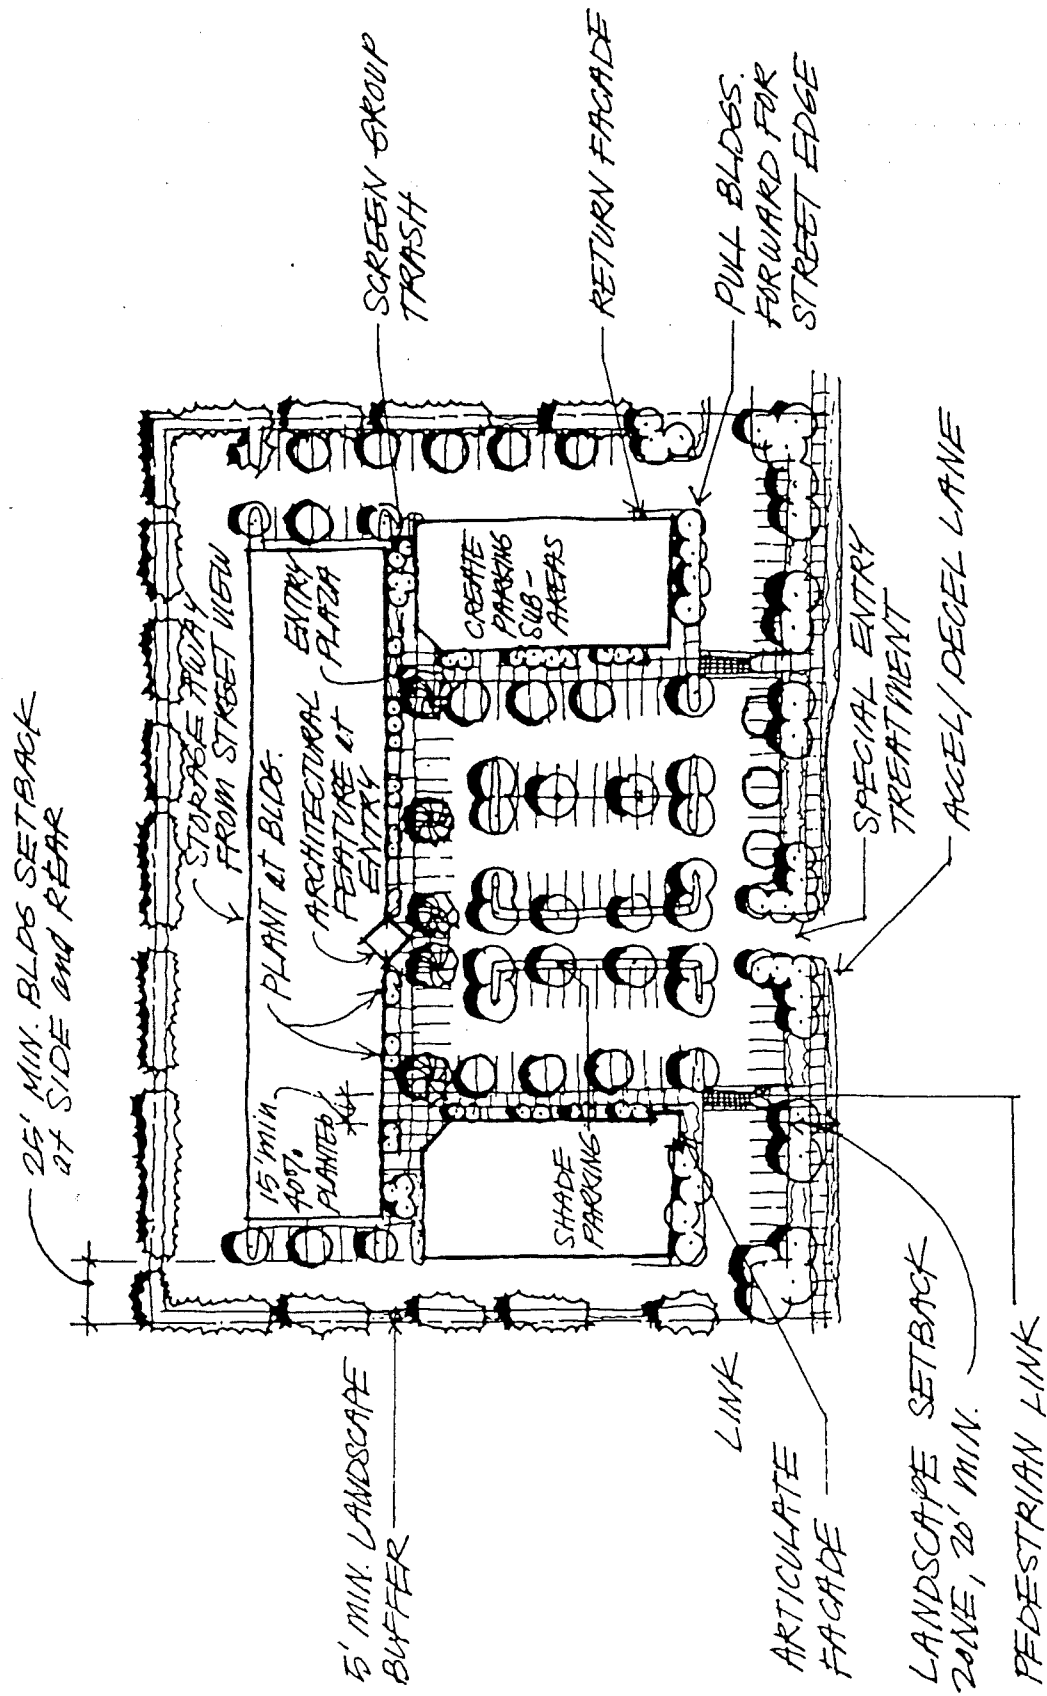 25' MIN. BLDG SETBACK
at SIDE and REAR
STORAGE AWAY
FROM STREET VIEW
SCREEN GROUP
TRASH
PLANT at BLDG.
ARCHITECTURAL
FEATURE at
ENTRY
ENTRY
PLAZA
15' min
40%
PLANTED
CREATE
PARKING
SUB-
AREAS
RETURN FACADE
SHADE
PARKING
PULL BLDGS.
FORWARD FOR
STREET EDGE
5' MIN. LANDSCAPE
BUFFER
LINK
ARTICULATE
FACADE
SPECIAL ENTRY
TREATMENT
ACCEL/DECEL LANE
LANDSCAPE SETBACK
ZONE, 20' MIN.
PEDESTRIAN LINK